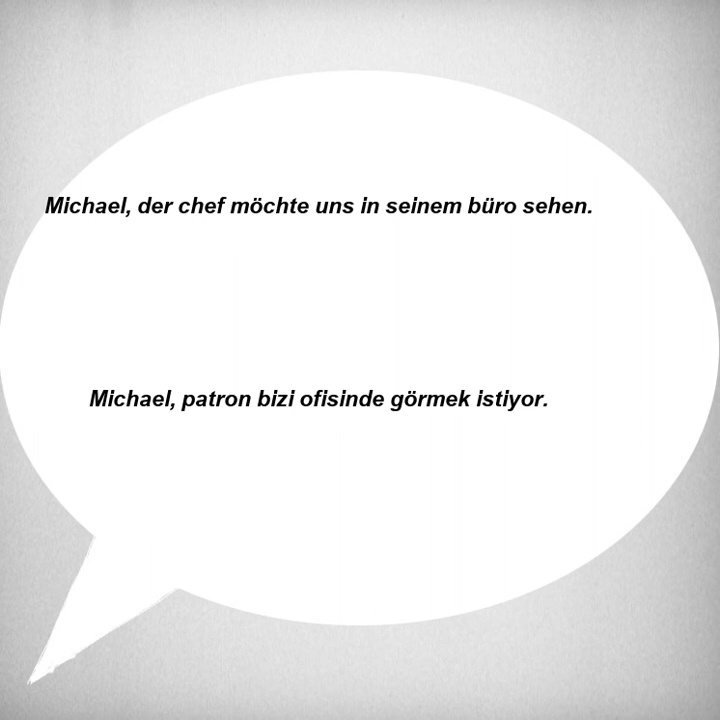 Michael, der chef möchte uns in seinem büro sehen.
Michael, patron bizi ofisinde görmek istiyor.